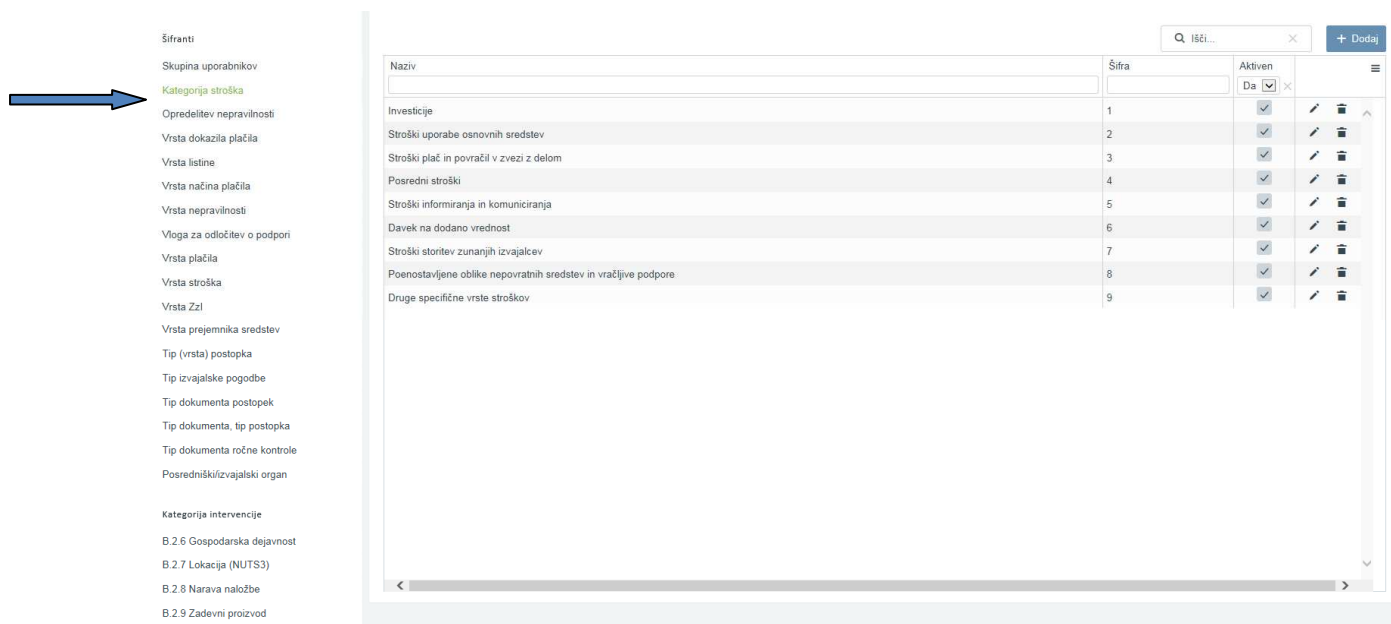 Šifranti
Skupina uporabnikov
Kategorija stroška
Opredelitev nepravilnosti
Vrsta dokazila plačila
Vrsta listine
Vrsta načina plačila
Vrsta nepravilnosti
Vloga za odločitev o podpori
Vrsta plačila
Vrsta stroška
Vrsta Zzl
Vrsta prejemnika sredstev
Tip (vrsta) postopka
Tip izvajalske pogodbe
Tip dokumenta postopek
Tip dokumenta, tip postopka
Tip dokumenta ročne kontrole
Posredniški/izvajalski organ
Kategorija intervencije
B.2.6 Gospodarska dejavnost
B.2.7 Lokacija (NUTS3)
B.2.8 Narava naložbe
B.2.9 Zadevni proizvod
Išči... + Dodaj
Naziv Šifra Aktiven
Da
Investicije 1
Stroški uporabe osnovnih sredstev 2
Stroški plač in povračil v zvezi z delom 3
Posredni stroški 4
Stroški informiranja in komuniciranja 5
Davek na dodano vrednost 6
Stroški storitev zunanjih izvajalcev 7
Poenostavljene oblike nepovratnih sredstev in vračljive podpore 8
Druge specifične vrste stroškov 9